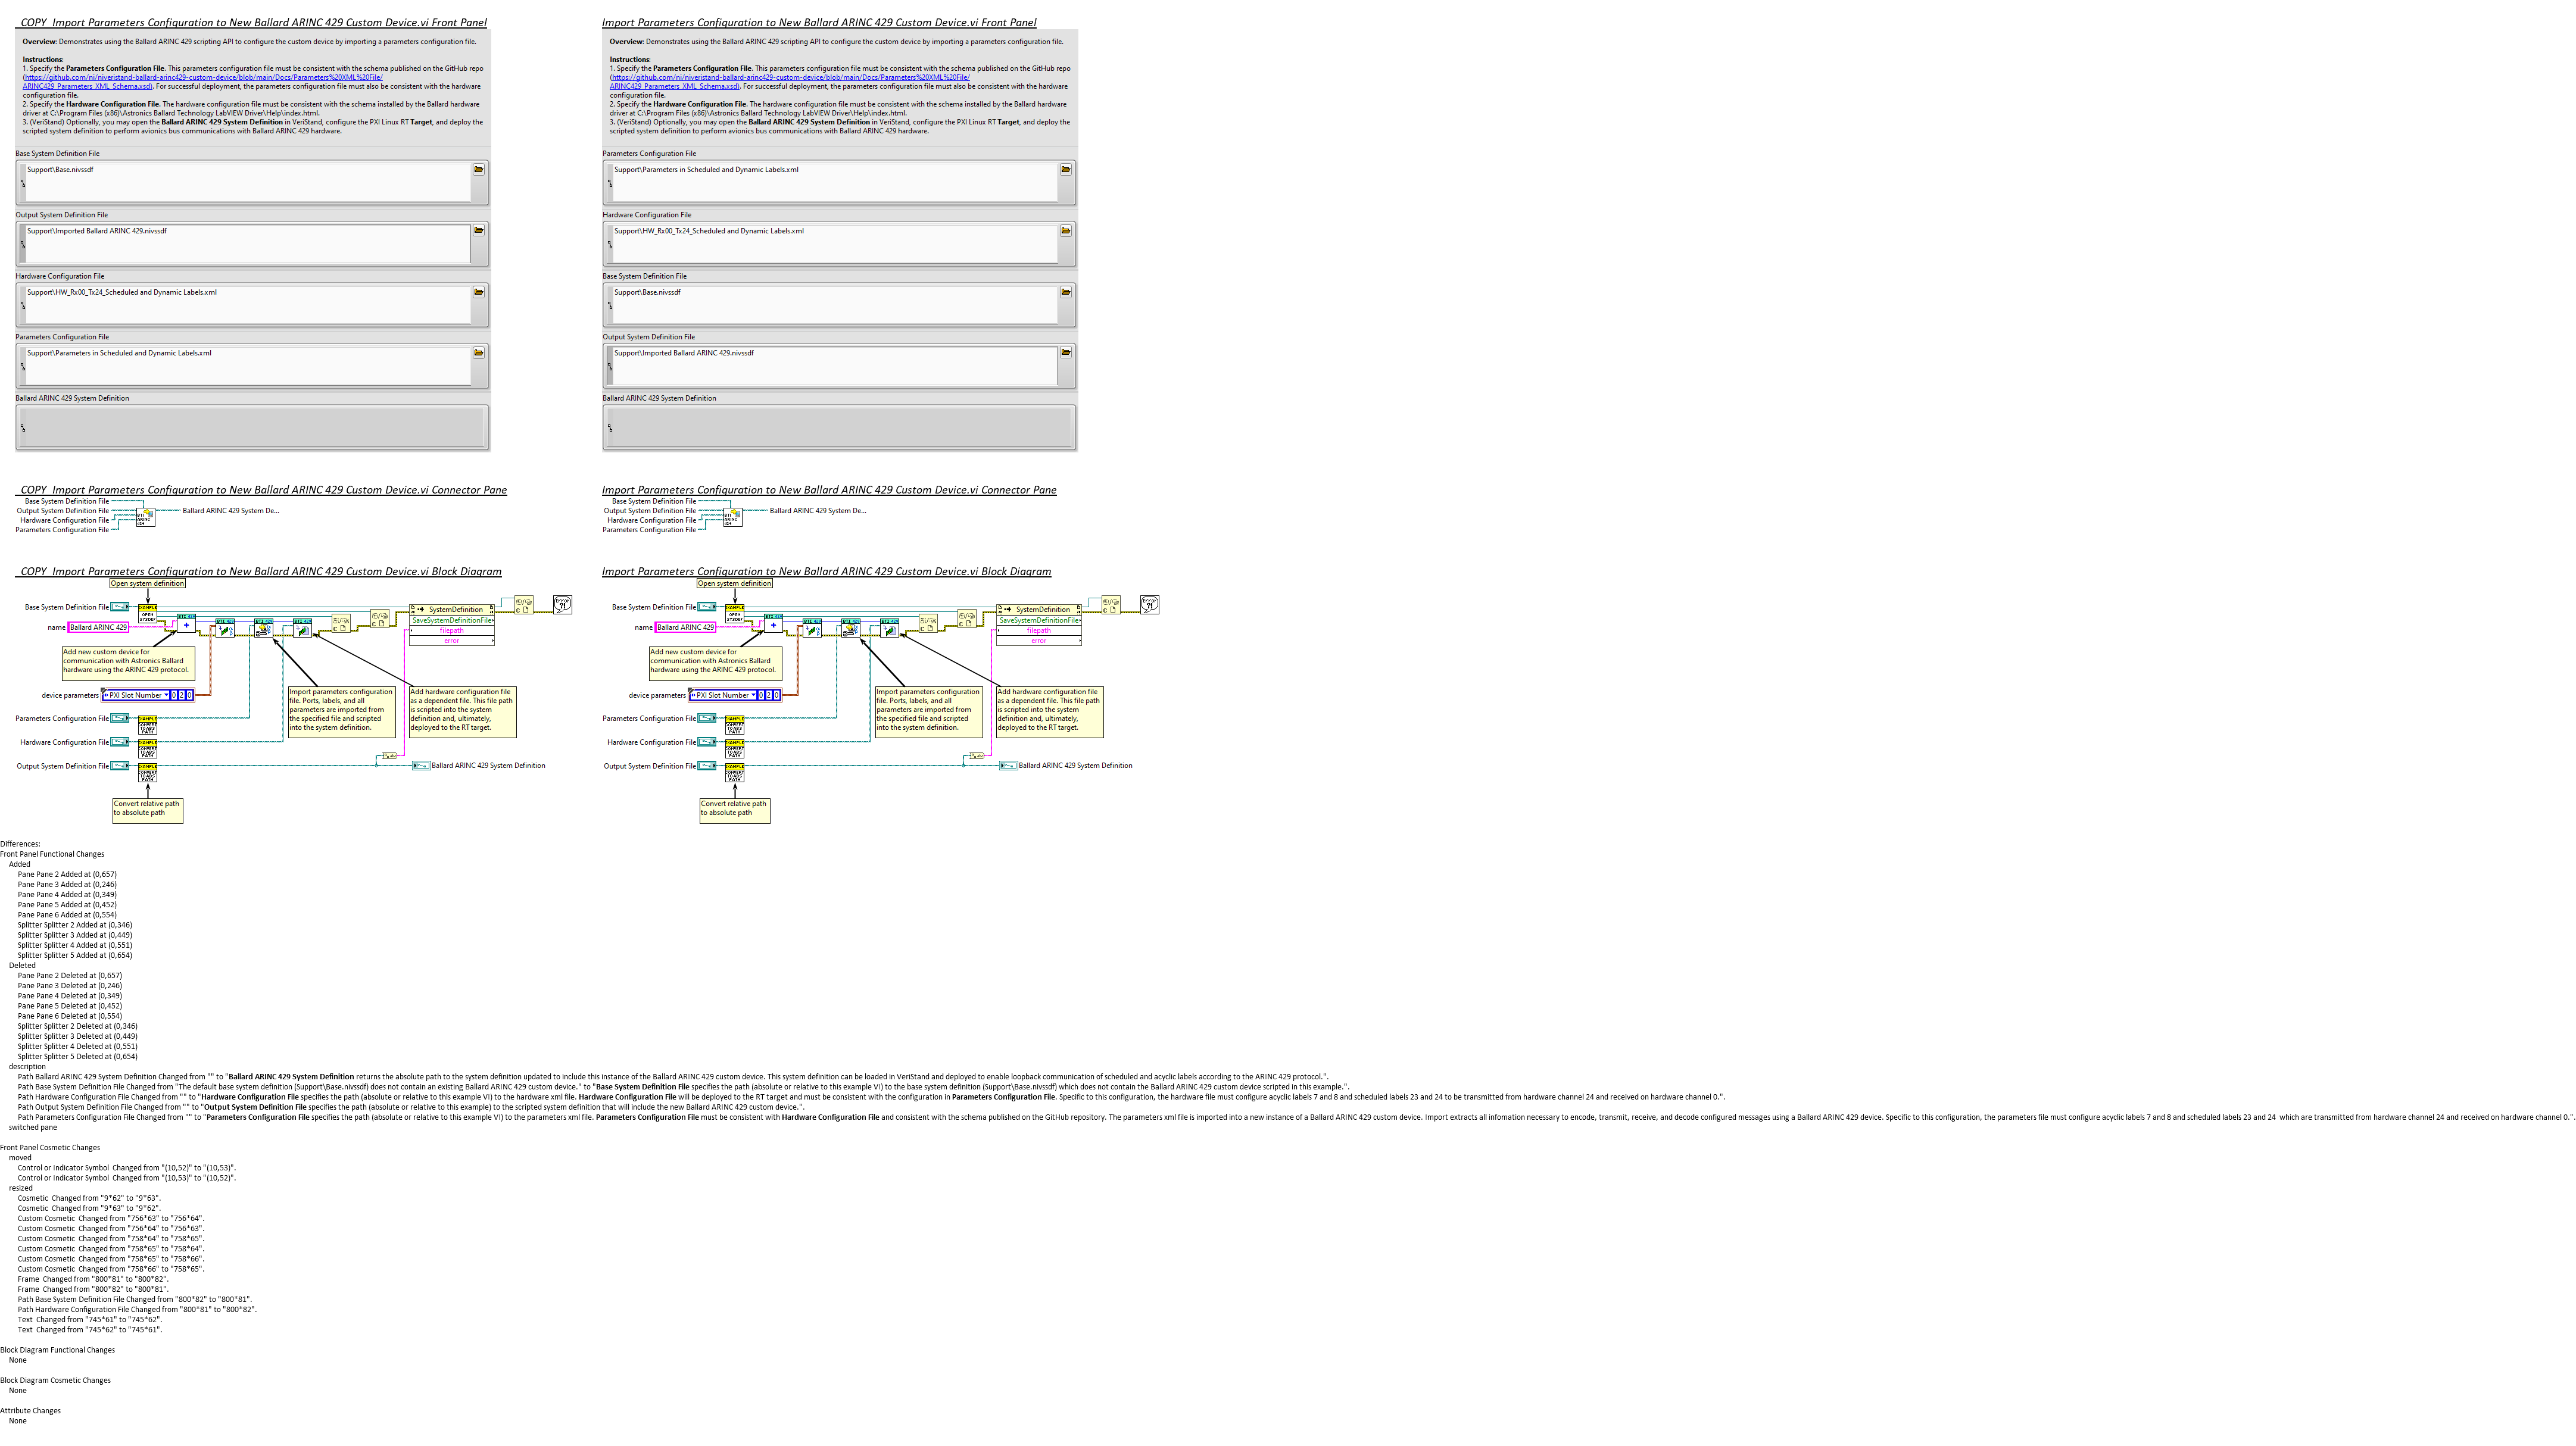 COPY  Import Parameters Configuration to New Ballard ARINC 429 Custom Device.vi Front Panel
Overview: Demonstrates using the Ballard ARINC 429 scripting API to configure the custom device by importing a parameters configuration file.
Instructions:
1. Specify the Parameters Configuration File. This parameters configuration file must be consistent with the schema published on the GitHub repo
(https://github.com/ni/niveristand-ballard-arinc429-custom-device/blob/main/Docs/Parameters%20XML%20File/
ARINC429_Parameters_XML_Schema.xsd). For successful deployment, the parameters configuration file must also be consistent with the hardware
configuration file.
2. Specify the Hardware Configuration File. The hardware configuration file must be consistent with the schema installed by the Ballard hardware
driver at C:\Program Files (x86)\Astronics Ballard Technology LabVIEW Driver\Help\index.html.
3. (VeriStand) Optionally, you may open the Ballard ARINC 429 System Definition in VeriStand, configure the PXI Linux RT Target, and deploy the
scripted system definition to perform avionics bus communications with Ballard ARINC 429 hardware.
Base System Definition File
Support\Base.nivssdf
Output System Definition File
Support\Imported Ballard ARINC 429.nivssdf
Hardware Configuration File
Support\HW_Rx00_Tx24_Scheduled and Dynamic Labels.xml
Parameters Configuration File
Support\Parameters in Scheduled and Dynamic Labels.xml
Ballard ARINC 429 System Definition
Import Parameters Configuration to New Ballard ARINC 429 Custom Device.vi Front Panel
Overview: Demonstrates using the Ballard ARINC 429 scripting API to configure the custom device by importing a parameters configuration file.
Instructions:
1. Specify the Parameters Configuration File. This parameters configuration file must be consistent with the schema published on the GitHub repo
(https://github.com/ni/niveristand-ballard-arinc429-custom-device/blob/main/Docs/Parameters%20XML%20File/
ARINC429_Parameters_XML_Schema.xsd). For successful deployment, the parameters configuration file must also be consistent with the hardware
configuration file.
2. Specify the Hardware Configuration File. The hardware configuration file must be consistent with the schema installed by the Ballard hardware
driver at C:\Program Files (x86)\Astronics Ballard Technology LabVIEW Driver\Help\index.html.
3. (VeriStand) Optionally, you may open the Ballard ARINC 429 System Definition in VeriStand, configure the PXI Linux RT Target, and deploy the
scripted system definition to perform avionics bus communications with Ballard ARINC 429 hardware.
Parameters Configuration File
Support\Parameters in Scheduled and Dynamic Labels.xml
Hardware Configuration File
Support\HW_Rx00_Tx24_Scheduled and Dynamic Labels.xml
Base System Definition File
Support\Base.nivssdf
Output System Definition File
Support\Imported Ballard ARINC 429.nivssdf
Ballard ARINC 429 System Definition
COPY  Import Parameters Configuration to New Ballard ARINC 429 Custom Device.vi Connector Pane
Base System Definition File
Output System Definition File
Hardware Configuration File
Parameters Configuration File
BTI ARINC 429
Ballard ARINC 429 System De...
Import Parameters Configuration to New Ballard ARINC 429 Custom Device.vi Connector Pane
Base System Definition File
Output System Definition File
Hardware Configuration File
Parameters Configuration File
BTI ARINC 429
Ballard ARINC 429 System De...
COPY  Import Parameters Configuration to New Ballard ARINC 429 Custom Device.vi Block Diagram
Open system definition
Base System Definition File
EXAMPLE OPEN SYSDEF
name
Ballard ARINC 429
SystemDefinition
SaveSystemDefinitionFile
filepath
error
Error ?!
Add new custom device for
communication with Astronics Ballard
hardware using the ARINC 429 protocol.
device parameters
PXI Slot Number 0 2 0
Import parameters configuration
file. Ports, labels, and all
parameters are imported from
the specified file and scripted
into the system definition.
Add hardware configuration file
as a dependent file. This file path
is scripted into the system
definition and, ultimately,
deployed to the RT target.
Parameters Configuration File
EXAMPLE CONVERT TO ABS PATH
Hardware Configuration File
EXAMPLE CONVERT TO ABS PATH
Output System Definition File
EXAMPLE CONVERT TO ABS PATH
Ballard ARINC 429 System Definition
Convert relative path
to absolute path
Import Parameters Configuration to New Ballard ARINC 429 Custom Device.vi Block Diagram
Open system definition
Base System Definition File
EXAMPLE OPEN SYSDEF
name
Ballard ARINC 429
SystemDefinition
SaveSystemDefinitionFile
filepath
error
Error ?!
Add new custom device for
communication with Astronics Ballard
hardware using the ARINC 429 protocol.
device parameters
PXI Slot Number 0 2 0
Import parameters configuration
file. Ports, labels, and all
parameters are imported from
the specified file and scripted
into the system definition.
Add hardware configuration file
as a dependent file. This file path
is scripted into the system
definition and, ultimately,
deployed to the RT target.
Parameters Configuration File
EXAMPLE CONVERT TO ABS PATH
Hardware Configuration File
EXAMPLE CONVERT TO ABS PATH
Output System Definition File
EXAMPLE CONVERT TO ABS PATH
Ballard ARINC 429 System Definition
Convert relative path
to absolute path
Differences:
Front Panel Functional Changes
Added
Pane Pane 2 Added at (0,657)
Pane Pane 3 Added at (0,246)
Pane Pane 4 Added at (0,349)
Pane Pane 5 Added at (0,452)
Pane Pane 6 Added at (0,554)
Splitter Splitter 2 Added at (0,346)
Splitter Splitter 3 Added at (0,449)
Splitter Splitter 4 Added at (0,551)
Splitter Splitter 5 Added at (0,654)
Deleted
Pane Pane 2 Deleted at (0,657)
Pane Pane 3 Deleted at (0,246)
Pane Pane 4 Deleted at (0,349)
Pane Pane 5 Deleted at (0,452)
Pane Pane 6 Deleted at (0,554)
Splitter Splitter 2 Deleted at (0,346)
Splitter Splitter 3 Deleted at (0,449)
Splitter Splitter 4 Deleted at (0,551)
Splitter Splitter 5 Deleted at (0,654)
description
Path Ballard ARINC 429 System Definition Changed from "" to "Ballard ARINC 429 System Definition returns the absolute path to the system definition updated to include this instance of the Ballard ARINC 429 custom device. This system definition can be loaded in VeriStand and deployed to enable loopback communication of scheduled and acyclic labels according to the ARINC 429 protocol.".
Path Base System Definition File Changed from "The default base system definition (Support\Base.nivssdf) does not contain an existing Ballard ARINC 429 custom device." to "Base System Definition File specifies the path (absolute or relative to this example VI) to the base system definition (Support\Base.nivssdf) which does not contain the Ballard ARINC 429 custom device scripted in this example.".
Path Hardware Configuration File Changed from "" to "Hardware Configuration File specifies the path (absolute or relative to this example VI) to the hardware xml file. Hardware Configuration File will be deployed to the RT target and must be consistent with the configuration in Parameters Configuration File. Specific to this configuration, the hardware file must configure acyclic labels 7 and 8 and scheduled labels 23 and 24 to be transmitted from hardware channel 24 and received on hardware channel 0.".
Path Output System Definition File Changed from "" to "Output System Definition File specifies the path (absolute or relative to this example) to the scripted system definition that will include the new Ballard ARINC 429 custom device.".
Path Parameters Configuration File Changed from "" to "Parameters Configuration File specifies the path (absolute or relative to this example VI) to the parameters xml file. Parameters Configuration File must be consistent with Hardware Configuration File and consistent with the schema published on the GitHub repository. The parameters xml file is imported into a new instance of a Ballard ARINC 429 custom device. Import extracts all infomation necessary to encode, transmit, receive, and decode configured messages using a Ballard ARINC 429 device. Specific to this configuration, the parameters file must configure acyclic labels 7 and 8 and scheduled labels 23 and 24  which are transmitted from hardware channel 24 and received on hardware channel 0.".
switched pane
Front Panel Cosmetic Changes
moved
Control or Indicator Symbol  Changed from "(10,52)" to "(10,53)".
Control or Indicator Symbol  Changed from "(10,53)" to "(10,52)".
resized
Cosmetic  Changed from "9*62" to "9*63".
Cosmetic  Changed from "9*63" to "9*62".
Custom Cosmetic  Changed from "756*63" to "756*64".
Custom Cosmetic  Changed from "756*64" to "756*63".
Custom Cosmetic  Changed from "758*64" to "758*65".
Custom Cosmetic  Changed from "758*65" to "758*64".
Custom Cosmetic  Changed from "758*65" to "758*66".
Custom Cosmetic  Changed from "758*66" to "758*65".
Frame  Changed from "800*81" to "800*82".
Frame  Changed from "800*82" to "800*81".
Path Base System Definition File Changed from "800*82" to "800*81".
Path Hardware Configuration File Changed from "800*81" to "800*82".
Text  Changed from "745*61" to "745*62".
Text  Changed from "745*62" to "745*61".
Block Diagram Functional Changes
None
Block Diagram Cosmetic Changes
None
Attribute Changes
None